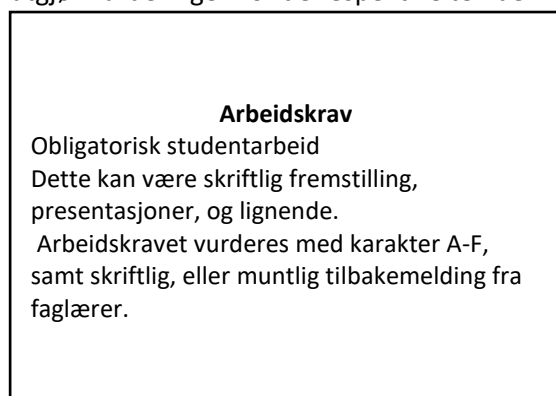 Arbeidskrav
Obligatorisk studentarbeid
Dette kan være skriftlig fremstilling,
presentasjoner, og lignende.
Arbeidskravet vurderes med karakter A-F,
samt skriftlig, eller muntlig tilbakemelding fra
faglærer.